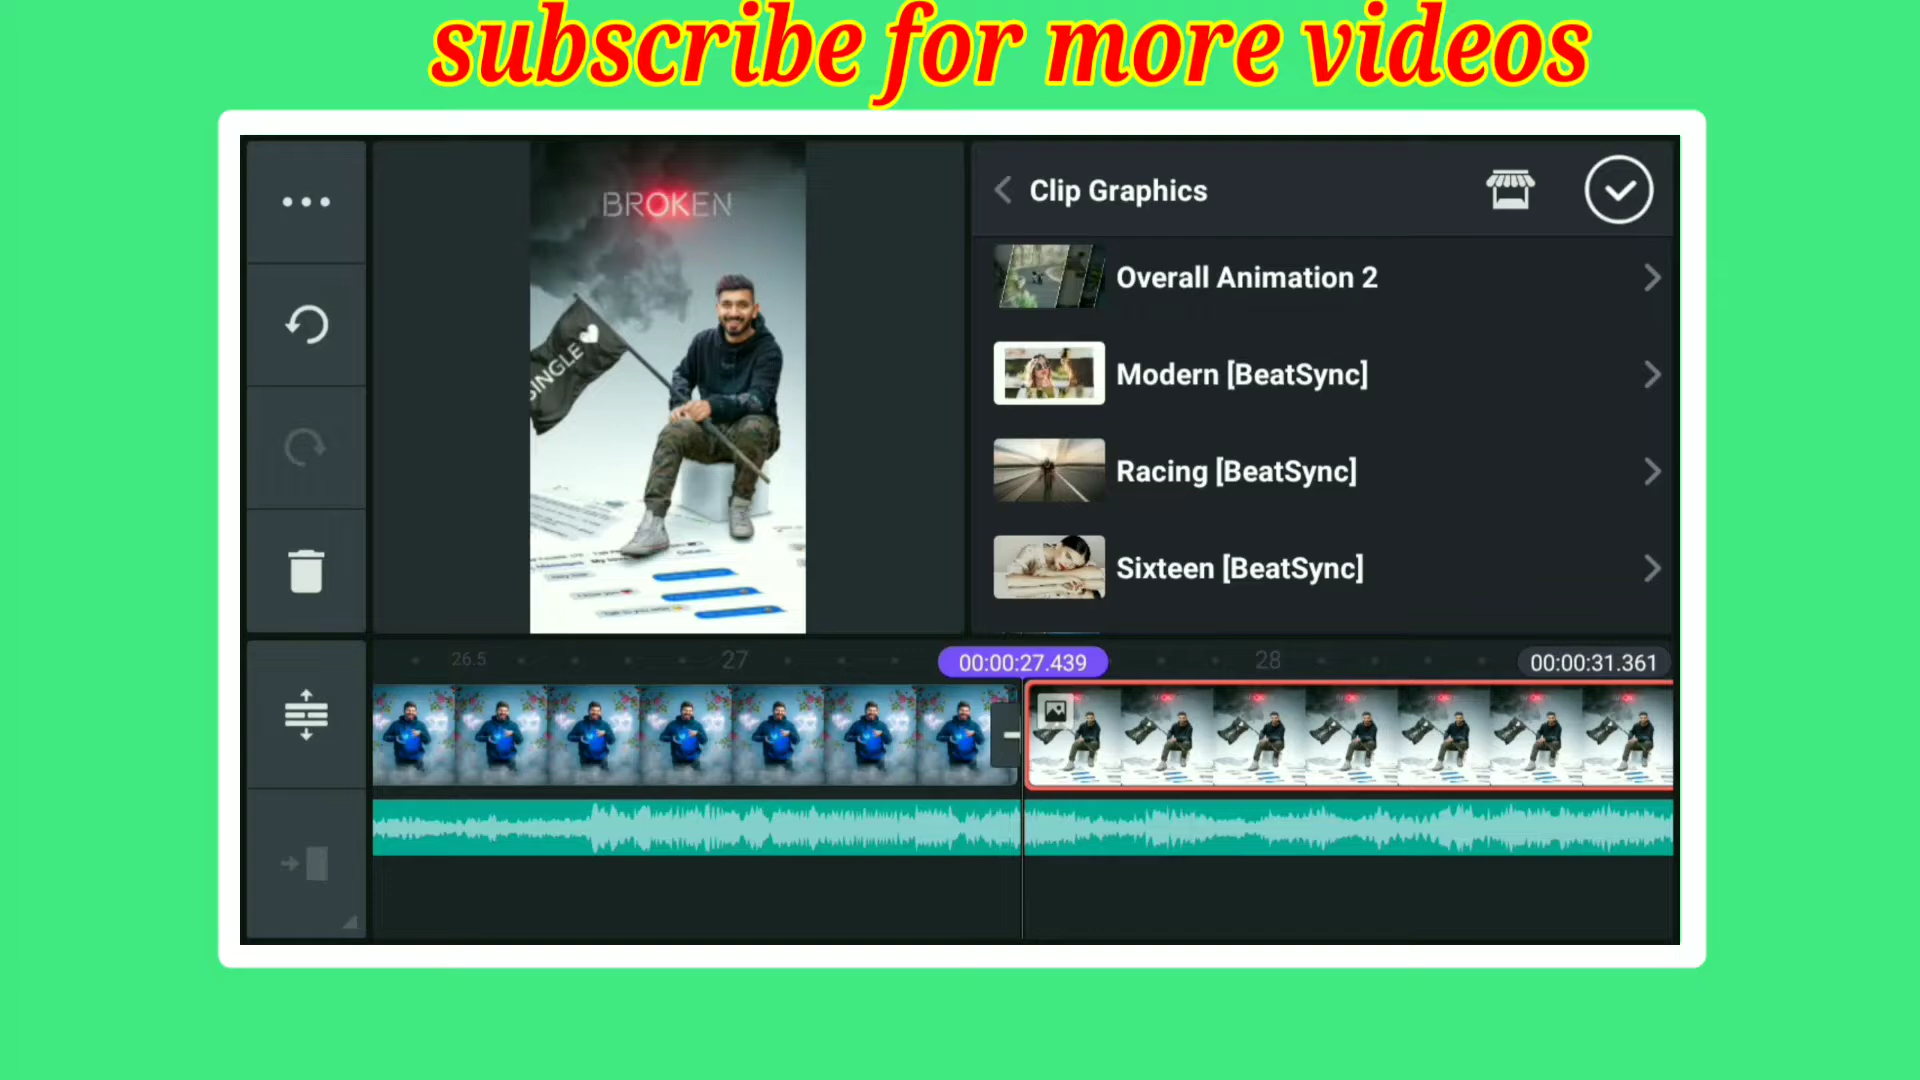 subscribe for more videos
Clip Graphics
BROKEN
Overall Animation 2
SINGLE
Modern [BeatSync]
Racing [BeatSync]
Sixteen [BeatSync]
26.5
27
00:00:27.439
28
00:00:31.361